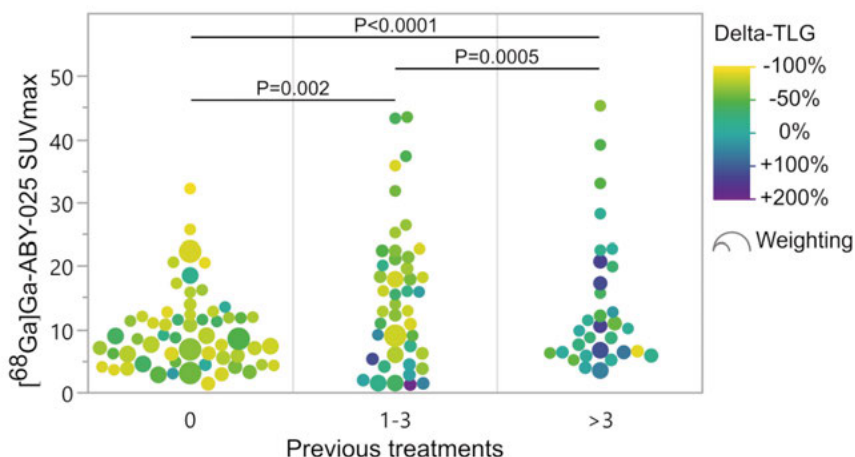 P<0.0001
P=0.0005
P=0.002
[⁶⁸Ga]Ga-ABY-025 SUVmax
50
40
30
20
10
0
0
1-3
>3
Previous treatments
Delta-TLG
-100%
-50%
0%
+100%
+200%
Weighting